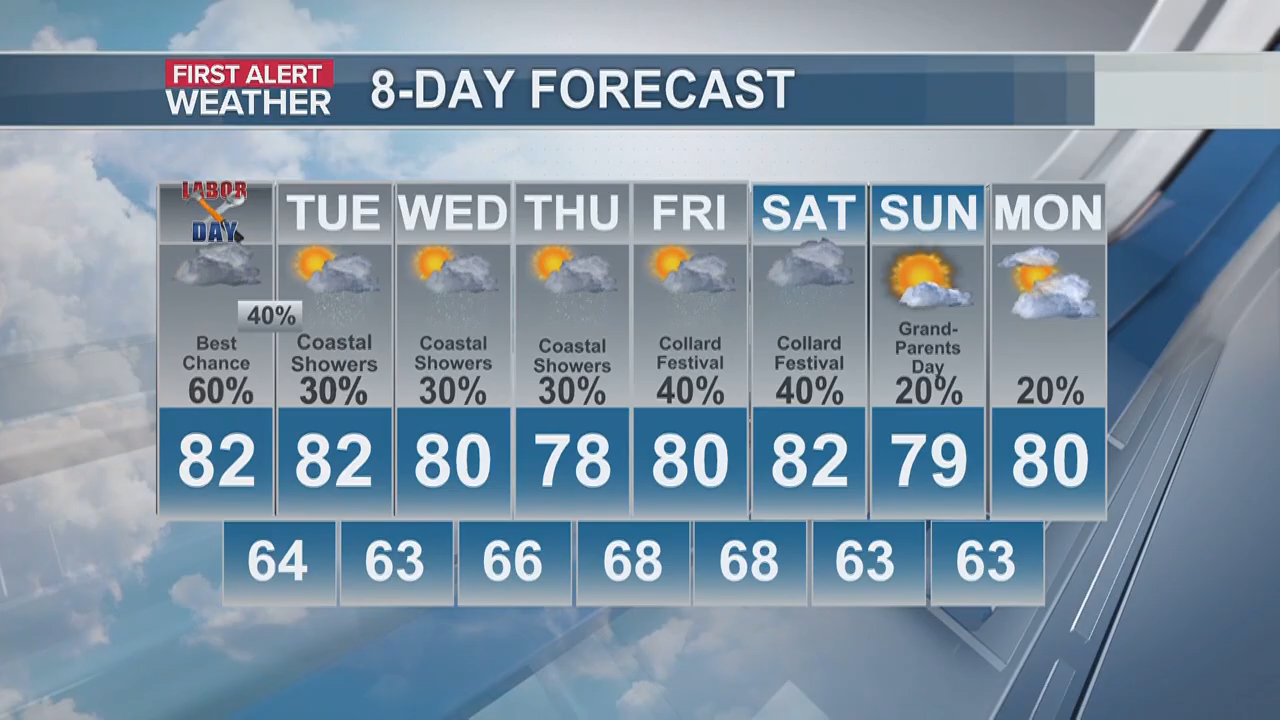 FIRST ALERT
WEATHER
8-DAY FORECAST
LABOR
DAY
TUE
WED
THU
FRI
SAT
SUN
MON
40%
Best
Chance
60%
Coastal
Showers
30%
Coastal
Showers
30%
Coastal
Showers
30%
Collard
Festival
40%
Collard
Festival
40%
Grand-
Parents
Day
20%
20%
82
82
80
78
80
82
79
80
64
63
66
68
68
63
63